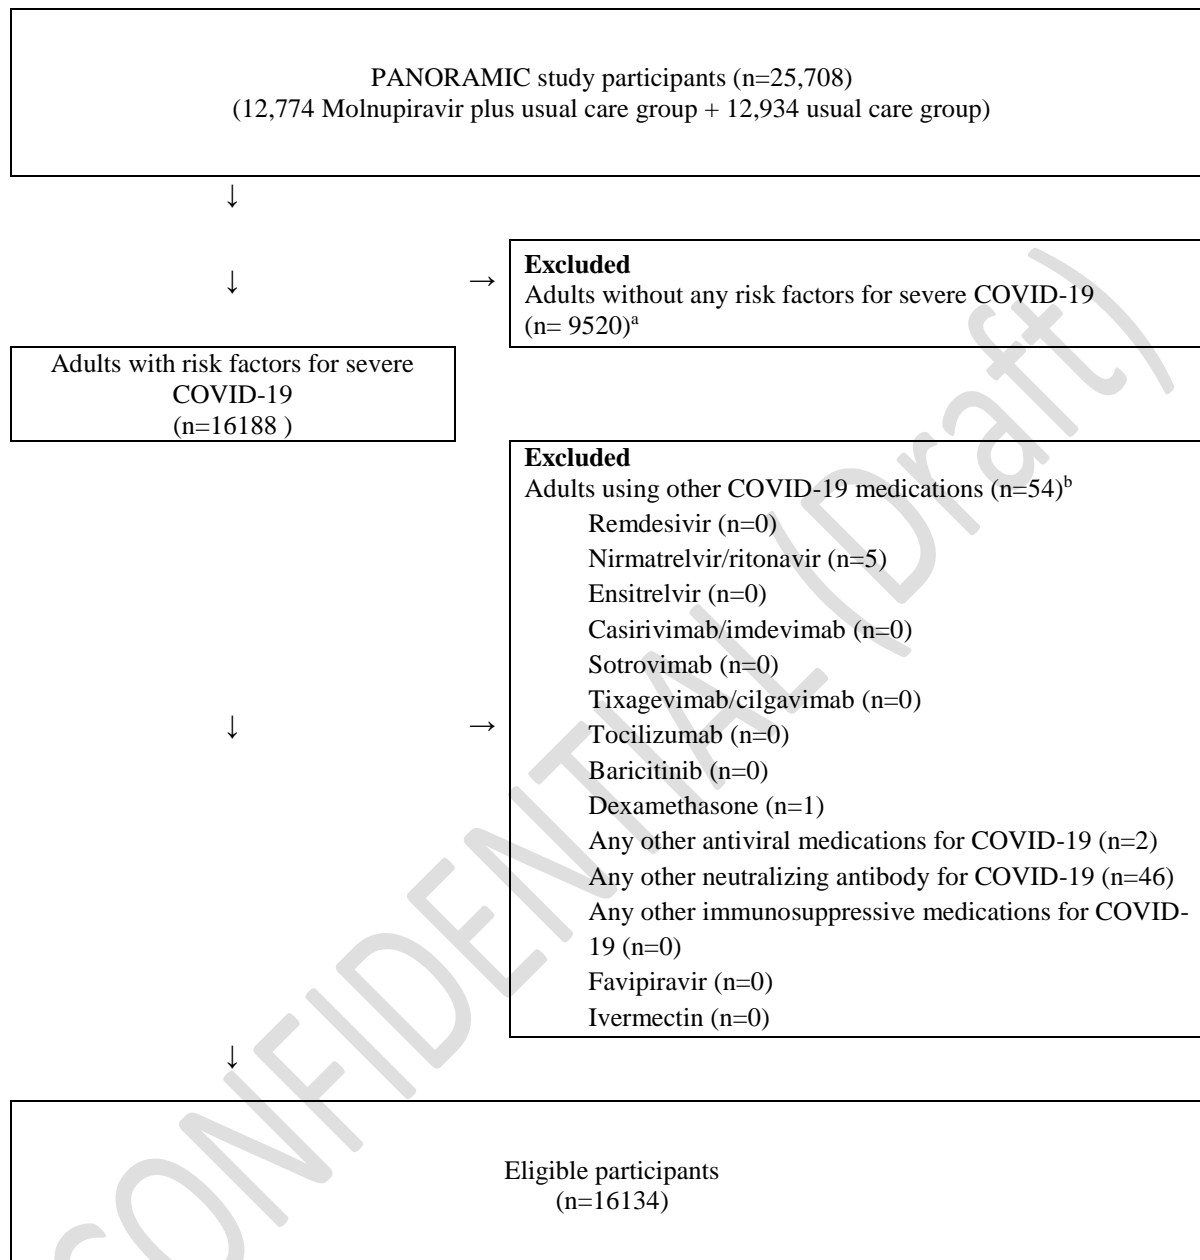 PANORAMIC study participants (n=25,708)
(12,774 Molnupiravir plus usual care group + 12,934 usual care group)
↓
↓
→
Excluded
Adults without any risk factors for severe COVID-19
(n= 9520)ᵃ
Adults with risk factors for severe
COVID-19
(n=16188 )
Excluded
Adults using other COVID-19 medications (n=54)ᵇ
Remdesivir (n=0)
Nirmatrelvir/ritonavir (n=5)
Ensitrelvir (n=0)
Casirivimab/imdevimab (n=0)
Sotrovimab (n=0)
Tixagevimab/cilgavimab (n=0)
Tocilizumab (n=0)
Baricitinib (n=0)
Dexamethasone (n=1)
Any other antiviral medications for COVID-19 (n=2)
Any other neutralizing antibody for COVID-19 (n=46)
Any other immunosuppressive medications for COVID-
19 (n=0)
Favipiravir (n=0)
Ivermectin (n=0)
↓
→
↓
Eligible participants
(n=16134)
CONFIDENTIAL (Draft)